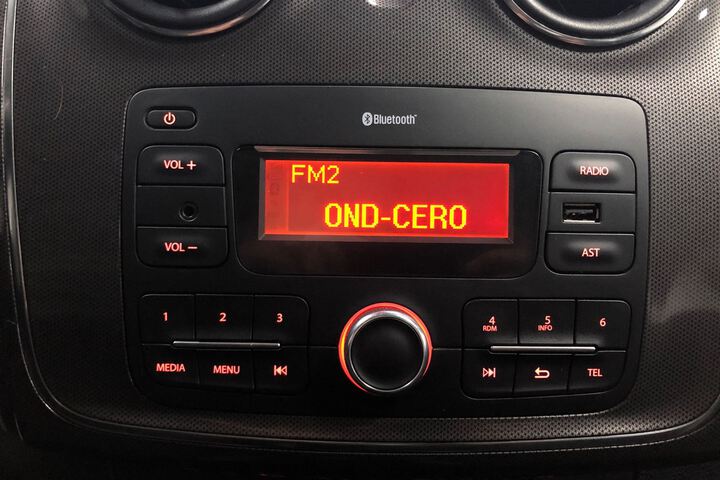 Bluetooth
VOL +
FM2
OND-CERO
RADIO
VOL −
AST
1 2 3
4 RDM
5 INFO
6
MEDIA MENU
TEL